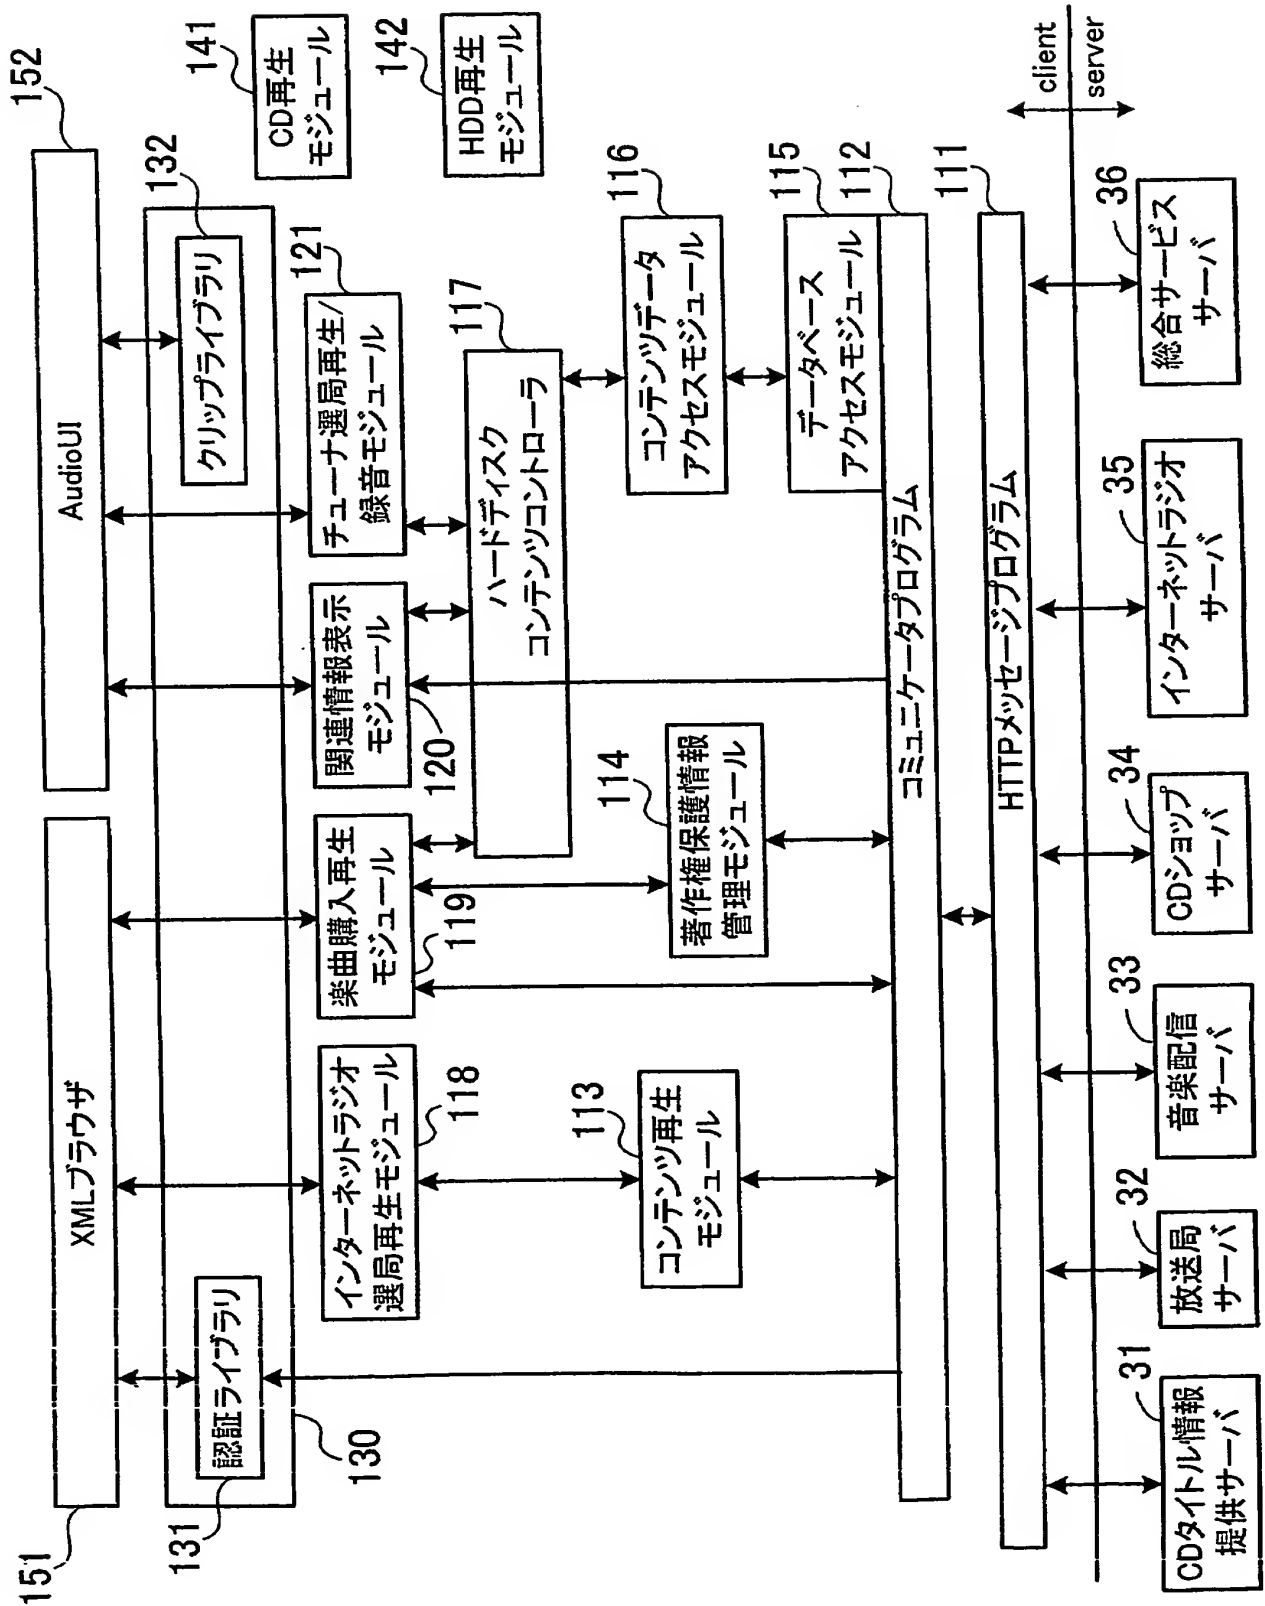 151
XMLブラウザ
AudioUI
152
131
認証ライブラリ
130
クリップライブラリ
132
インターネットラジオ
選局再生モジュール
118
楽曲購入再生
モジュール
119
関連情報表示
モジュール
120
チューナ選局再生/
録音モジュール
121
CD再生
モジュール
141
HDD再生
モジュール
142
ハードディスク
コンテンツコントローラ
117
コンテンツ再生
モジュール
113
著作権保護情報
管理モジュール
114
コンテンツデータ
アクセスモジュール
116
データベース
アクセスモジュール
115
コミュニケータプログラム
112
HTTPメッセージプログラム
111
client
server
CDタイトル情報
提供サーバ
31
放送局
サーバ
32
音楽配信
サーバ
33
CDショップ
サーバ
34
インターネットラジオ
サーバ
35
総合サービス
サーバ
36